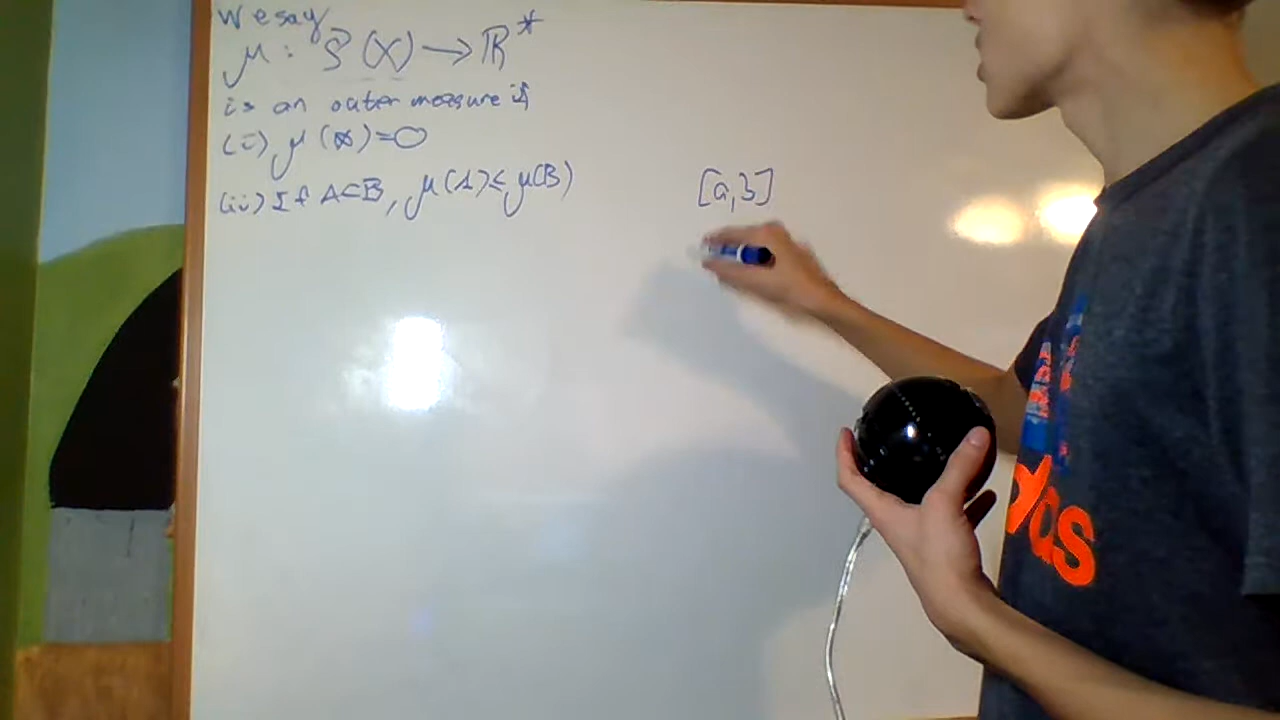 We say
μ : P(X) → ℝ*
is an outer measure if
(i) μ(∅)=0
(ii) If A⊂B, μ(A)≤μ(B)
[a,b]